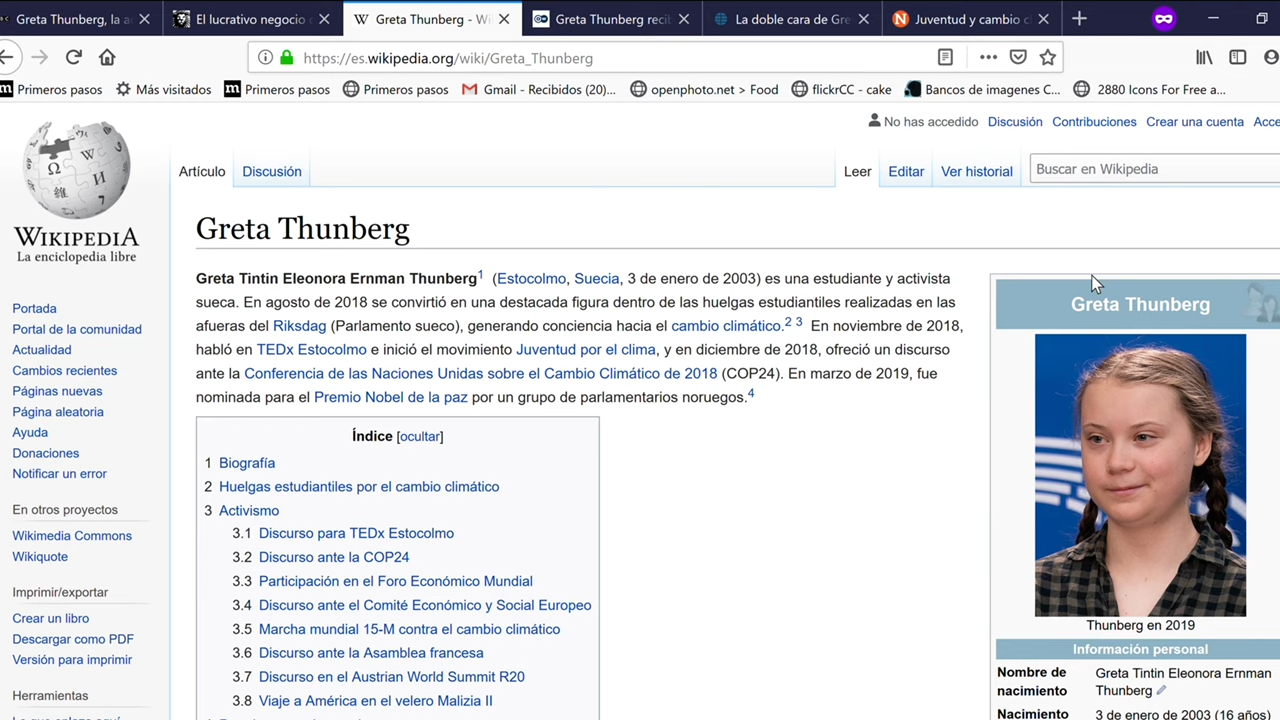 Greta Thunberg, la a
El lucrativo negocio
Greta Thunberg - Wi
Greta Thunberg recib
La doble cara de Gre
Juventud y cambio c
https://es.wikipedia.org/wiki/Greta_Thunberg
Primeros pasos
Más visitados
Primeros pasos
Primeros pasos
Gmail - Recibidos (20)...
openphoto.net > Food
flickrCC - cake
Bancos de imagenes C...
2880 Icons For Free a...
No has accedido Discusión Contribuciones Crear una cuenta Acce
Artículo Discusión
Leer Editar Ver historial
Buscar en Wikipedia
WIKIPEDIA
La enciclopedia libre
Portada
Portal de la comunidad
Actualidad
Cambios recientes
Páginas nuevas
Página aleatoria
Ayuda
Donaciones
Notificar un error
En otros proyectos
Wikimedia Commons
Wikiquote
Imprimir/exportar
Crear un libro
Descargar como PDF
Versión para imprimir
Herramientas
Greta Thunberg
Greta Tintin Eleonora Ernman Thunberg1 (Estocolmo, Suecia, 3 de enero de 2003) es una estudiante y activista
sueca. En agosto de 2018 se convirtió en una destacada figura dentro de las huelgas estudiantiles realizadas en las
afueras del Riksdag (Parlamento sueco), generando conciencia hacia el cambio climático.2 3 En noviembre de 2018,
habló en TEDx Estocolmo e inició el movimiento Juventud por el clima, y en diciembre de 2018, ofreció un discurso
ante la Conferencia de las Naciones Unidas sobre el Cambio Climático de 2018 (COP24). En marzo de 2019, fue
nominada para el Premio Nobel de la paz por un grupo de parlamentarios noruegos.4
Índice [ocultar]
1 Biografía
2 Huelgas estudiantiles por el cambio climático
3 Activismo
3.1 Discurso para TEDx Estocolmo
3.2 Discurso ante la COP24
3.3 Participación en el Foro Económico Mundial
3.4 Discurso ante el Comité Económico y Social Europeo
3.5 Marcha mundial 15-M contra el cambio climático
3.6 Discurso ante la Asamblea francesa
3.7 Discurso en el Austrian World Summit R20
3.8 Viaje a América en el velero Malizia II
Greta Thunberg
Thunberg en 2019
Información personal
Nombre de nacimiento Greta Tintin Eleonora Ernman Thunberg
Nacimiento 3 de enero de 2003 (16 años)